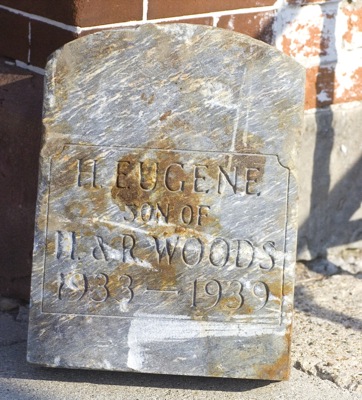 H. EUGENE
SON OF
H. & R. WOODS
1933 — 1939